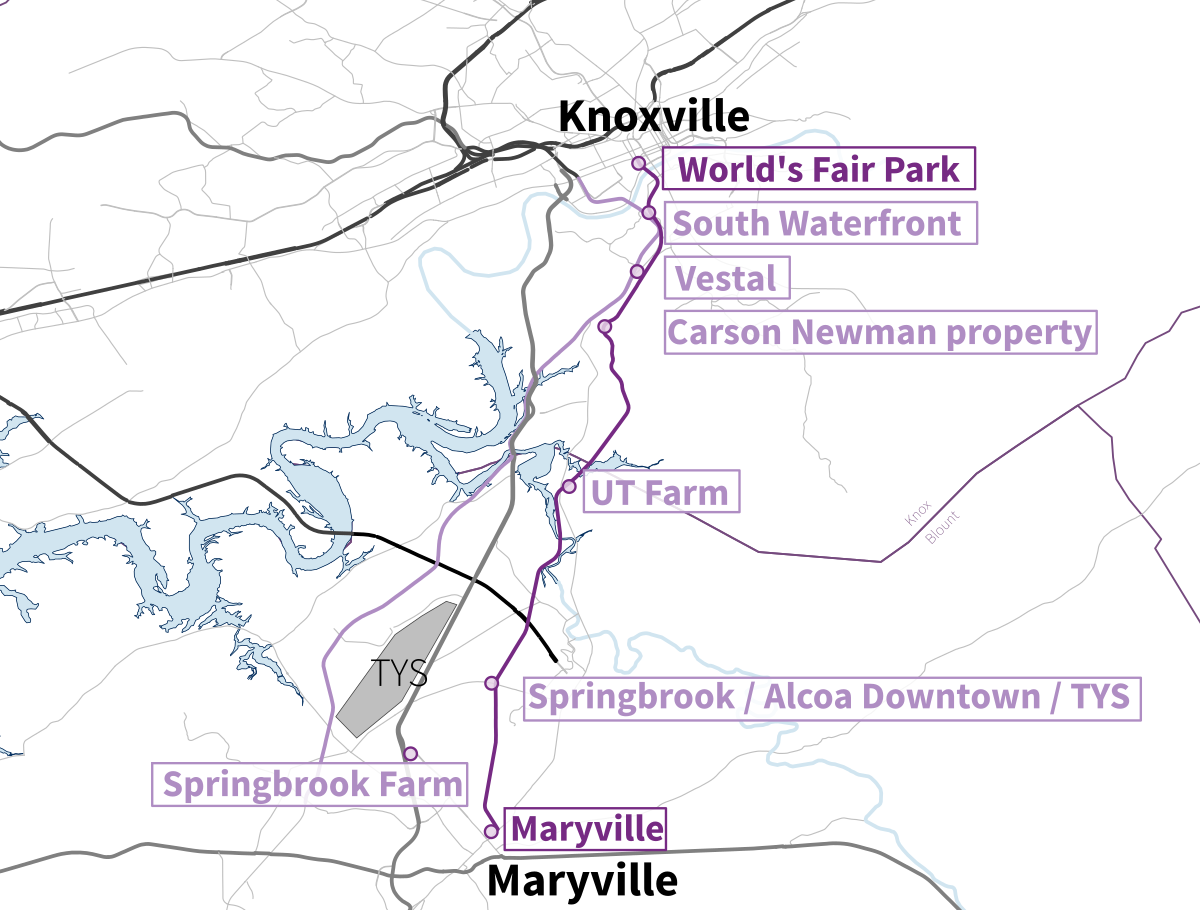 Knoxville
World's Fair Park
South Waterfront
Vestal
Carson Newman property
UT Farm
Knox
Blount
TYS
Springbrook / Alcoa Downtown / TYS
Springbrook Farm
Maryville
Maryville